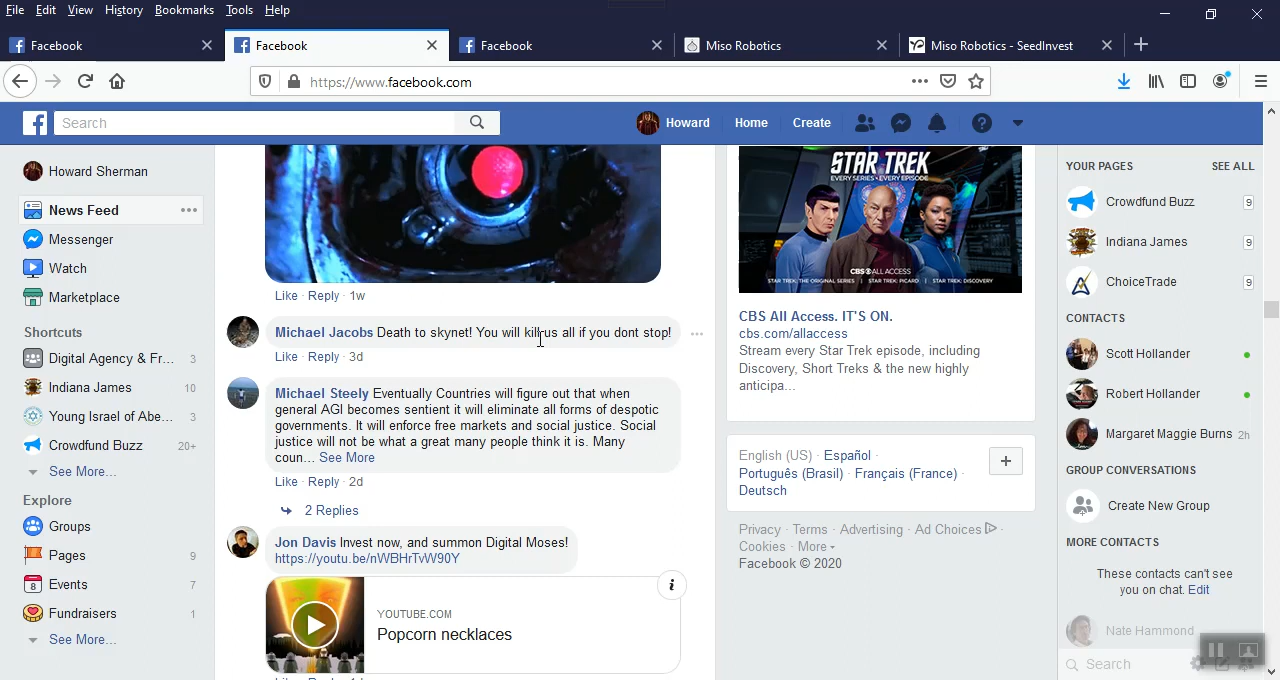 File Edit View History Bookmarks Tools Help
Facebook
Facebook
Facebook
Miso Robotics
Miso Robotics - SeedInvest
https://www.facebook.com
Search
Howard
Home
Create
Howard Sherman
News Feed
Messenger
Watch
Marketplace
Shortcuts
Digital Agency & Fr... 3
Indiana James 10
Young Israel of Abe... 3
Crowdfund Buzz 20+
See More...
Explore
Groups
Pages 9
Events 7
8
Fundraisers 1
See More...
Like · Reply · 1w
Michael Jacobs Death to skynet! You will kill us all if you dont stop!
Like · Reply · 3d
Michael Steely Eventually Countries will figure out that when
general AGI becomes sentient it will eliminate all forms of despotic
governments. It will enforce free markets and social justice. Social
justice will not be what a great many people think it is. Many
coun... See More
Like · Reply · 2d
2 Replies
Jon Davis Invest now, and summon Digital Moses!
https://youtu.be/nWBHrTvW90Y
YOUTUBE.COM
Popcorn necklaces
STAR TREK
EVERY SERIES • EVERY EPISODE
CBS ALL ACCESS
STAR TREK: THE ORIGINAL SERIES | STAR TREK: PICARD | STAR TREK: DISCOVERY
CBS All Access. IT'S ON.
cbs.com/allaccess
Stream every Star Trek episode, including
Discovery, Short Treks & the new highly
anticipa...
English (US) · Español ·
Português (Brasil) · Français (France) ·
Deutsch
Privacy · Terms · Advertising · Ad Choices ·
Cookies · More
Facebook © 2020
YOUR PAGES SEE ALL
Crowdfund Buzz 9
Indiana James 9
ChoiceTrade 9
CONTACTS
Scott Hollander
Robert Hollander
Margaret Maggie Burns 2h
GROUP CONVERSATIONS
Create New Group
MORE CONTACTS
These contacts can't see
you on chat. Edit
Nate Hammond
Search